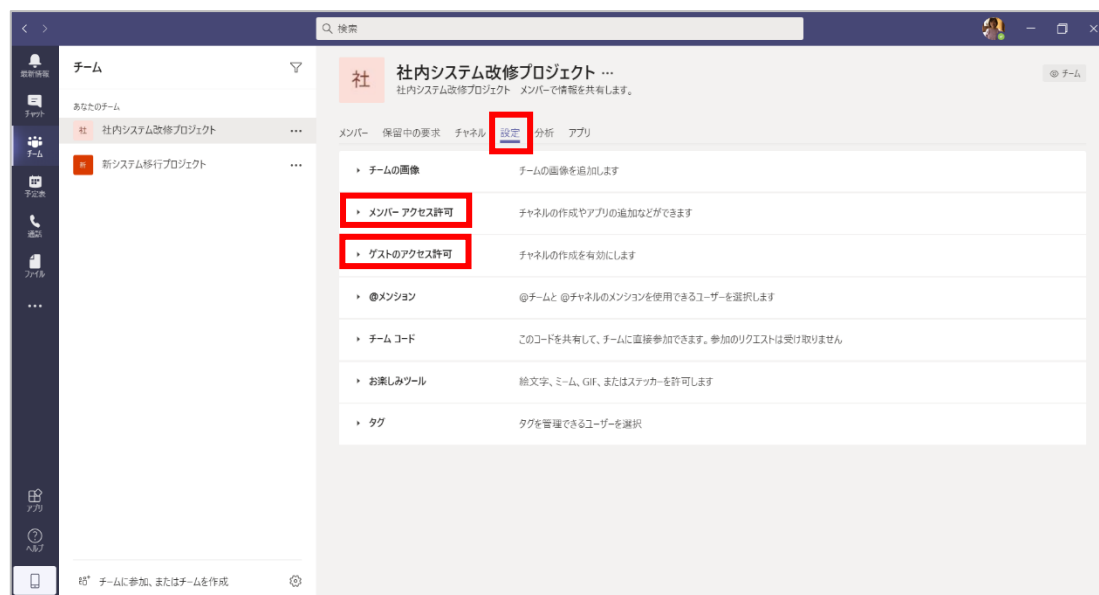 検索
最新情報
チャット
チーム
予定表
通話
ファイル
アプリ
ヘルプ
チーム
あなたのチーム
社 社内システム改修プロジェクト
新 新システム移行プロジェクト
チームに参加、またはチームを作成
社
社内システム改修プロジェクト …
社内システム改修プロジェクト メンバーで情報を共有します。
チーム
メンバー 保留中の要求 チャネル 設定 分析 アプリ
チームの画像 チームの画像を追加します
メンバー アクセス許可 チャネルの作成やアプリの追加などができます
ゲストのアクセス許可 チャネルの作成を有効にします
@メンション @チームと @チャネルのメンションを使用できるユーザーを選択します
チーム コード このコードを共有して、チームに直接参加できます。参加のリクエストは受け取りません
お楽しみツール 絵文字、ミーム、GIF、またはステッカーを許可します
タグ タグを管理できるユーザーを選択